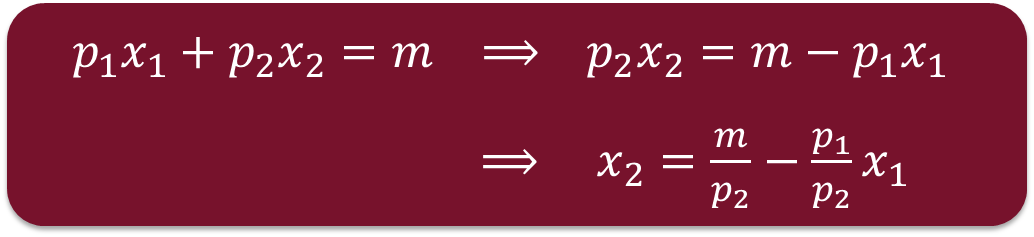 p₁x₁ + p₂x₂ = m ⟹ p₂x₂ = m − p₁x₁
⟹ x₂ = m/p₂ − p₁/p₂ x₁